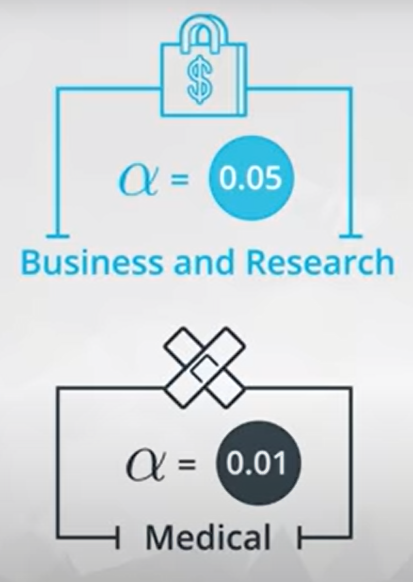 $
α = 0.05
Business and Research
α = 0.01
Medical